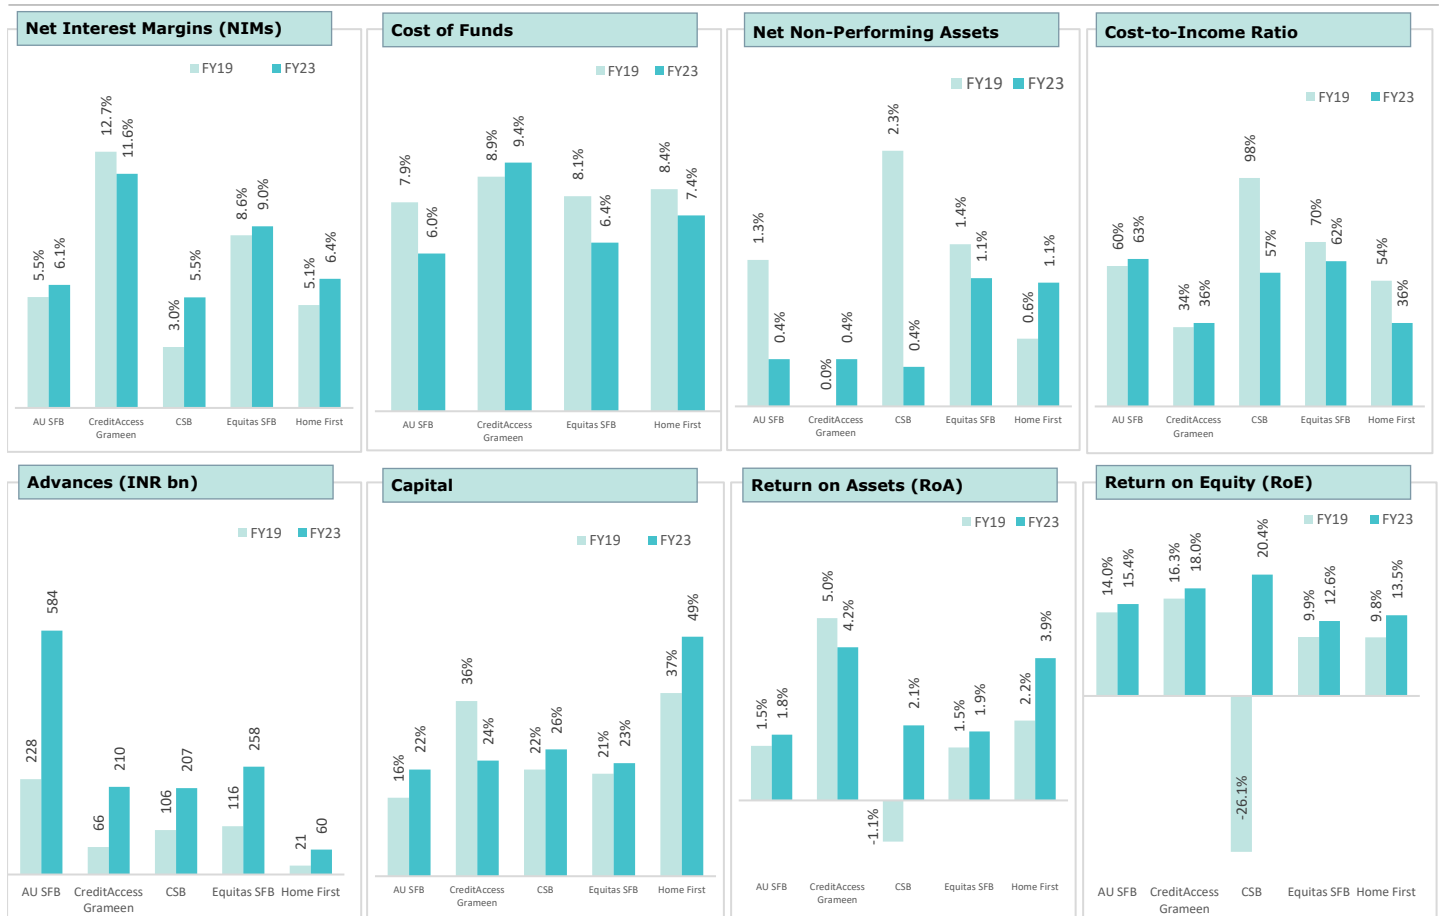 Net Interest Margins (NIMs)
FY19 FY23
5.5% 6.1% 12.7% 11.6% 3.0% 5.5% 8.6% 9.0% 5.1% 6.4%
AU SFB CreditAccess Grameen CSB Equitas SFB Home First
Cost of Funds
FY19 FY23
7.9% 6.0% 8.9% 9.4% 8.1% 6.4% 8.4% 7.4%
AU SFB CreditAccess Grameen Equitas SFB Home First
Net Non-Performing Assets
FY19 FY23
1.3% 0.4% 0.0% 0.4% 2.3% 0.4% 1.4% 1.1% 0.6% 1.1%
AU SFB CreditAccess Grameen CSB Equitas SFB Home First
Cost-to-Income Ratio
FY19 FY23
60% 63% 34% 36% 98% 57% 70% 62% 54% 36%
AU SFB CreditAccess Grameen CSB Equitas SFB Home First
Advances (INR bn)
FY19 FY23
228 584 66 210 106 207 116 258 21 60
AU SFB CreditAccess Grameen CSB Equitas SFB Home First
Capital
FY19 FY23
16% 22% 36% 24% 22% 26% 21% 23% 37% 49%
AU SFB CreditAccess Grameen CSB Equitas SFB Home First
Return on Assets (RoA)
FY19 FY23
1.5% 1.8% 5.0% 4.2% -1.1% 2.1% 1.5% 1.9% 2.2% 3.9%
AU SFB CreditAccess Grameen CSB Equitas SFB Home First
Return on Equity (RoE)
FY19 FY23
14.0% 15.4% 16.3% 18.0% -26.1% 20.4% 9.9% 12.6% 9.8% 13.5%
AU SFB CreditAccess Grameen CSB Equitas SFB Home First